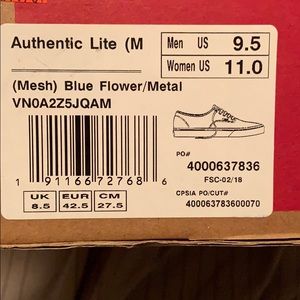 Authentic Lite (M
Men US 9.5
Women US 11.0
(Mesh) Blue Flower/Metal
VN0A2Z5JQAM
PO#
4000637836
FSC-02/18
1 91166 72768 6
CPSIA PO/CUT#
400063783600070
UK EUR CM
8.5 42.5 27.5